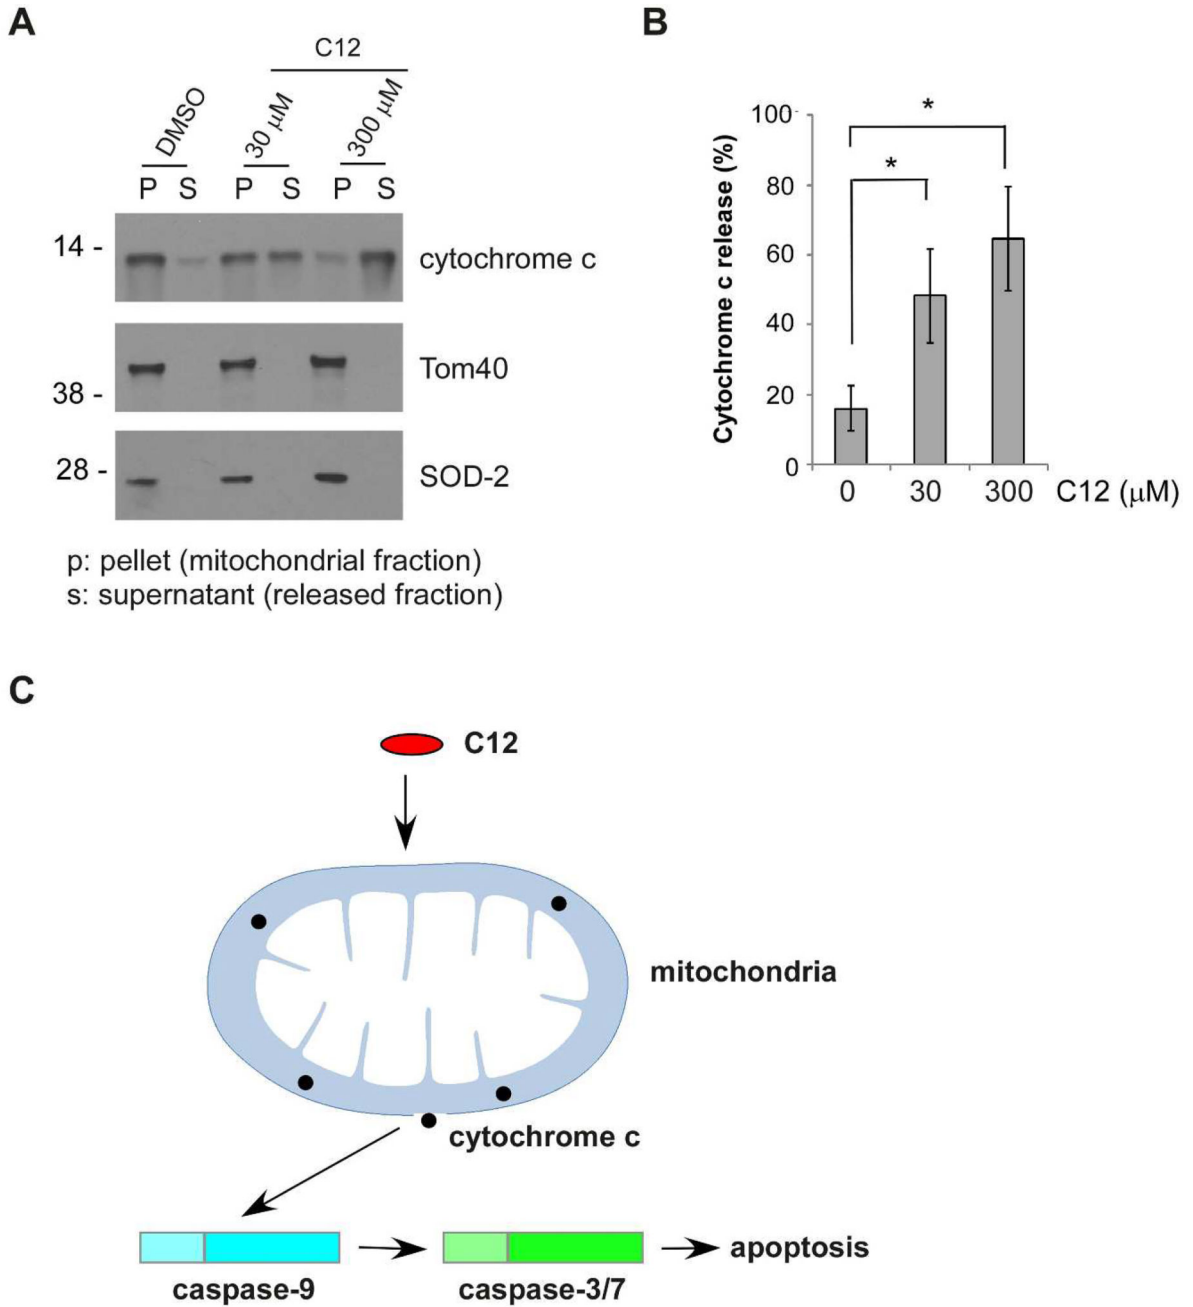 A
C12
DMSO
30 μM
300 μM
P S P S P S
14 -
cytochrome c
Tom40
38 -
28 -
SOD-2
p: pellet (mitochondrial fraction)
s: supernatant (released fraction)
B
Cytochrome c release (%)
100
80
60
40
20
0
*
*
0 30 300 C12 (μM)
C
C12
mitochondria
cytochrome c
caspase-9
caspase-3/7
apoptosis